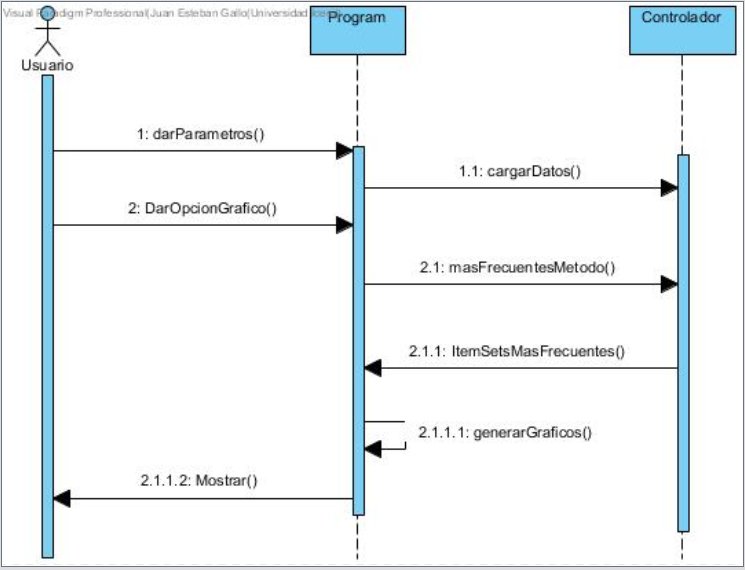 Visual Paradigm Professional(Juan Esteban Gallo(Universidad
Program
Controlador
Usuario
1: darParametros()
1.1: cargarDatos()
2: DarOpcionGrafico()
2.1: masFrecuentesMetodo()
2.1.1: ItemSetsMasFrecuentes()
2.1.1.1: generarGraficos()
2.1.1.2: Mostrar()